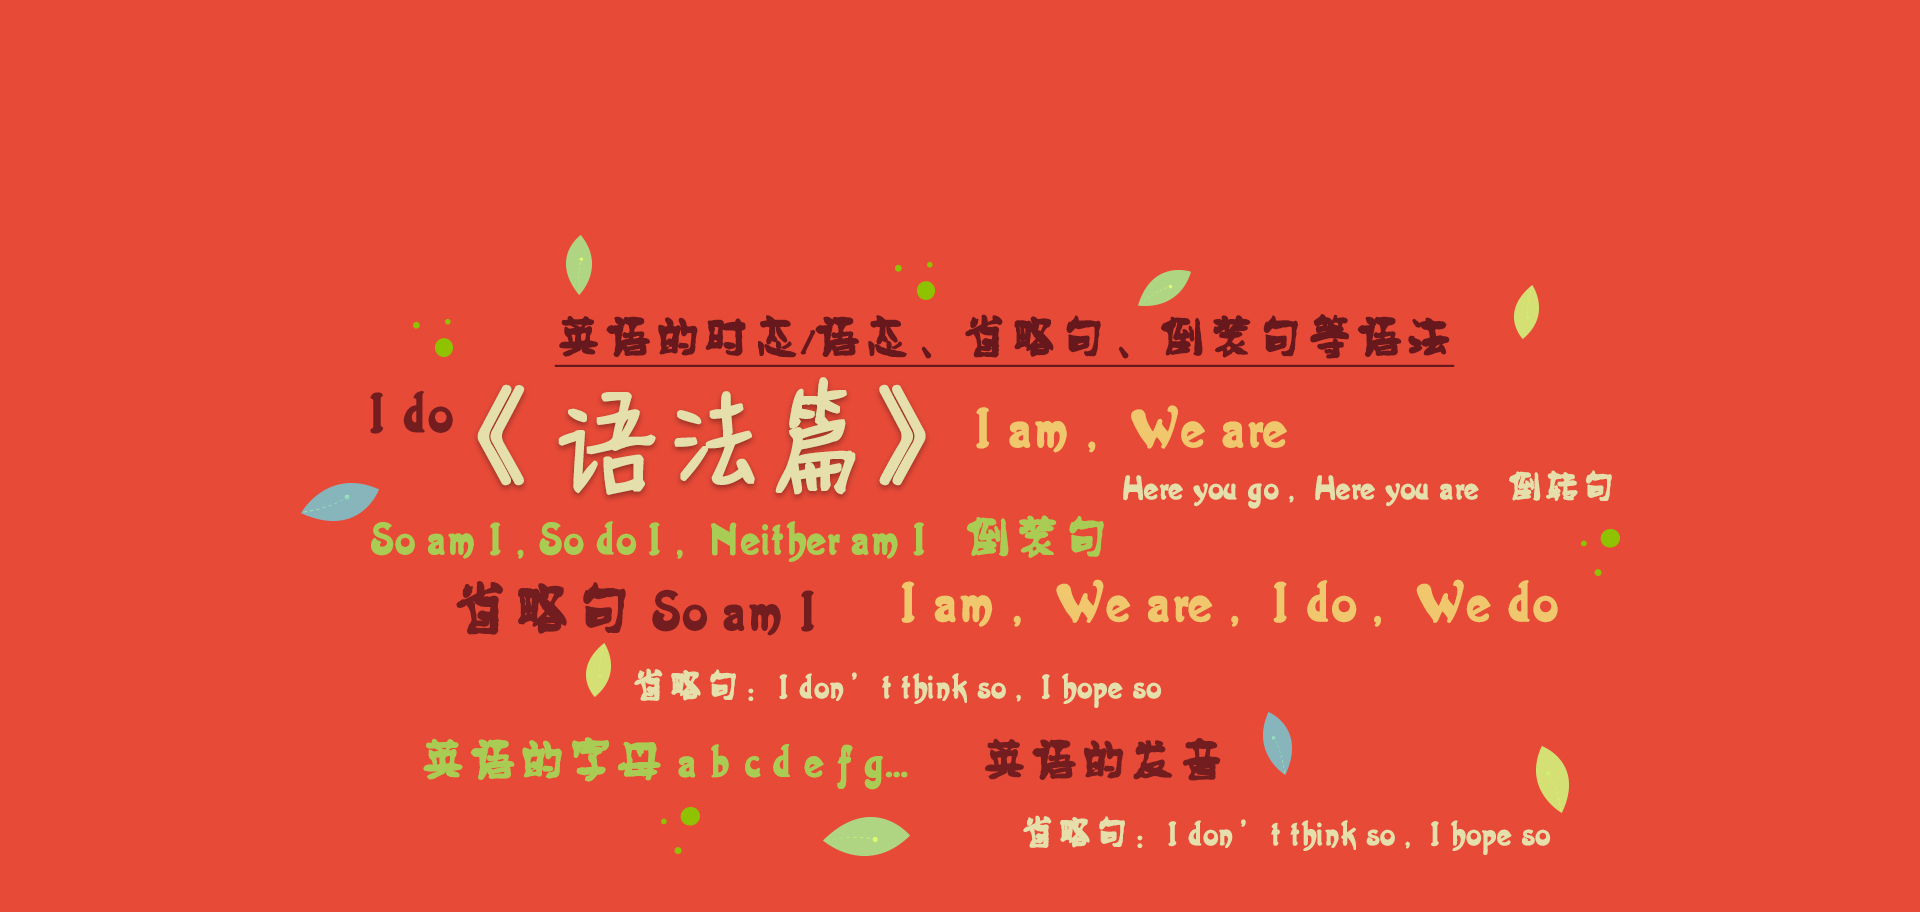 英语的时态/语态、省略句、倒装句等语法
I do
《语法篇》
I am , We are
Here you go , Here you are 倒转句
So am I , So do I , Neither am I 倒装句
省略句 So am I
I am , We are , I do , We do
省略句：I don’t think so , I hope so
英语的字母 a b c d e f g...
英语的发音
省略句：I don’t think so , I hope so